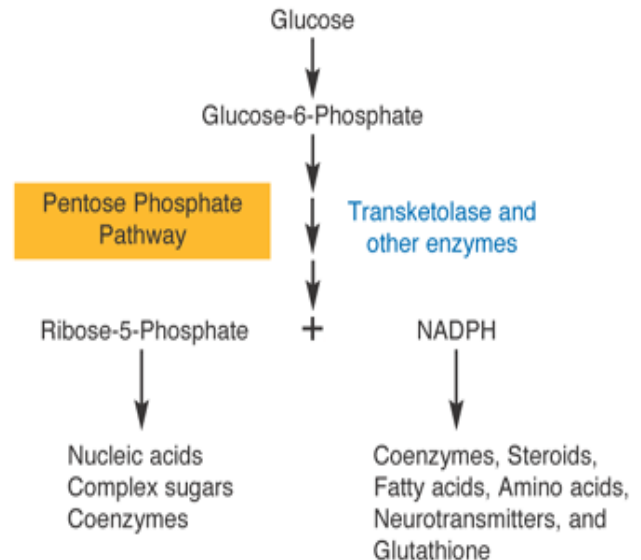 Glucose
Glucose-6-Phosphate
Pentose Phosphate
Pathway
Transketolase and
other enzymes
Ribose-5-Phosphate
+
NADPH
Nucleic acids
Complex sugars
Coenzymes
Coenzymes, Steroids,
Fatty acids, Amino acids,
Neurotransmitters, and
Glutathione